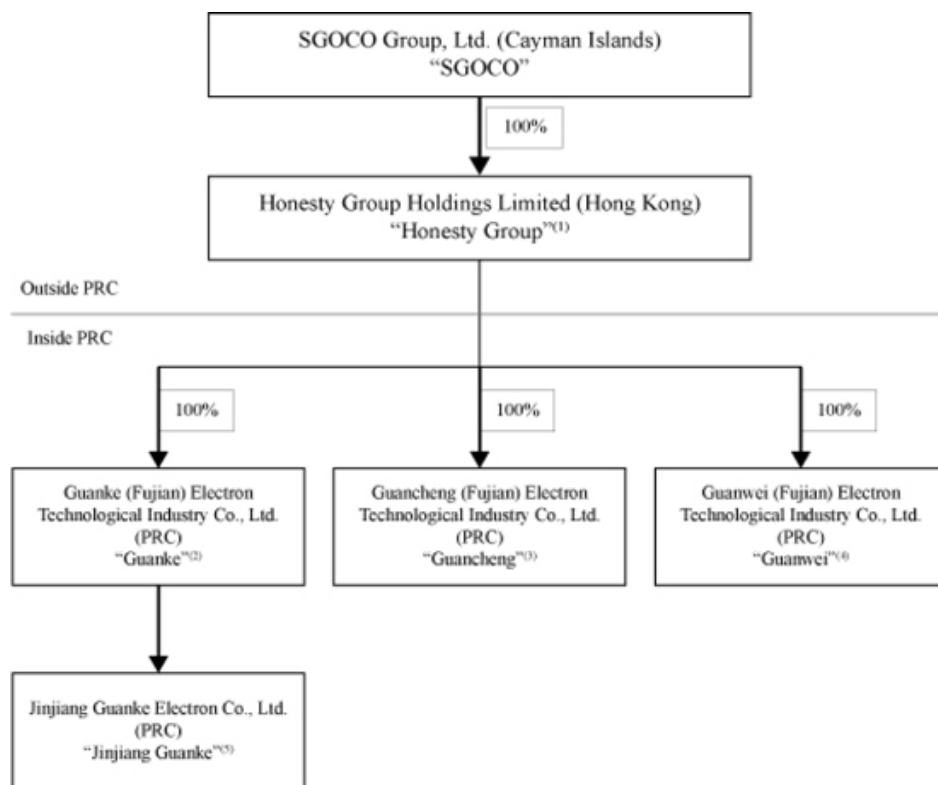 SGOCO Group, Ltd. (Cayman Islands)
“SGOCO”
100%
Honesty Group Holdings Limited (Hong Kong)
“Honesty Group”(1)
Outside PRC
Inside PRC
100%
100%
100%
Guanke (Fujian) Electron
Technological Industry Co., Ltd.
(PRC)
“Guanke”(2)
Guancheng (Fujian) Electron
Technological Industry Co., Ltd.
(PRC)
“Guancheng”(3)
Guanwei (Fujian) Electron
Technological Industry Co., Ltd.
(PRC)
“Guanwei”(4)
Jinjiang Guanke Electron Co., Ltd.
(PRC)
“Jinjiang Guanke”(5)